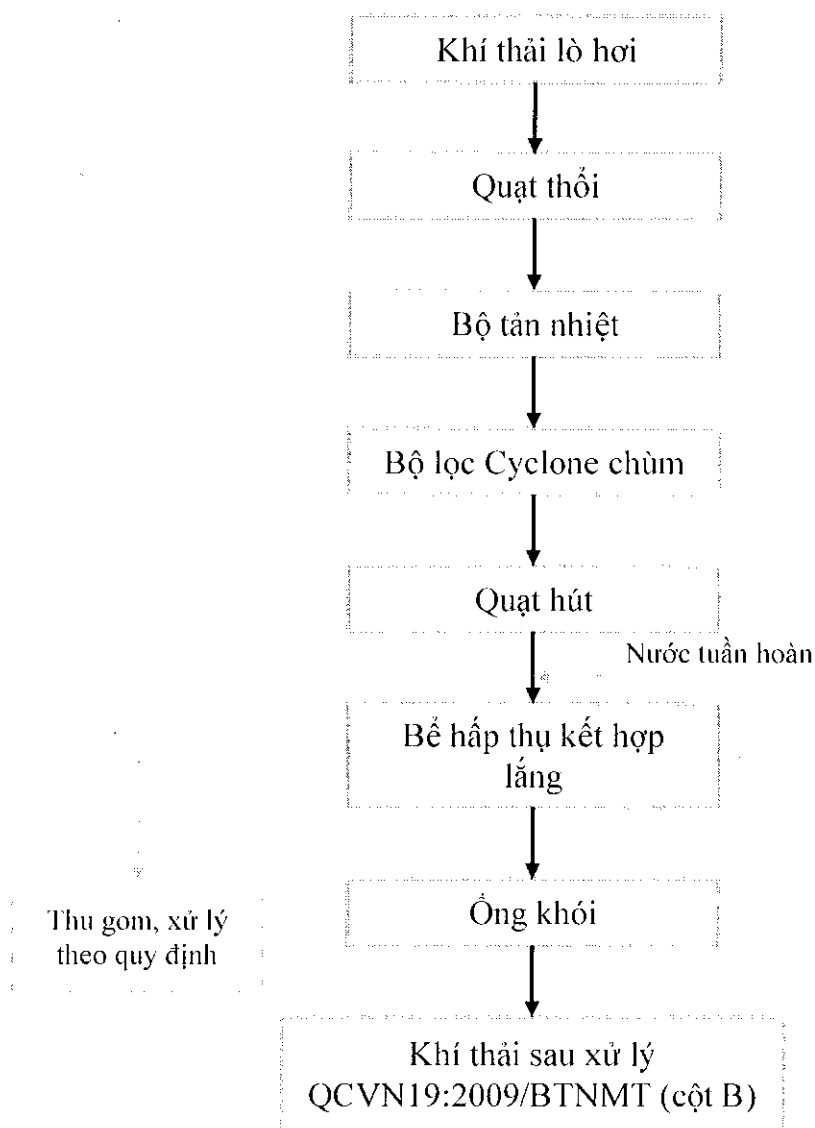 Khí thải lò hơi
Quạt thổi
Bộ tản nhiệt
Bộ lọc Cyclone chùm
Quạt hút
Nước tuần hoàn
Bể hấp thụ kết hợp
lắng
Ống khói
Thu gom, xử lý
theo quy định
Khí thải sau xử lý
QCVN19:2009/BTNMT (cột B)